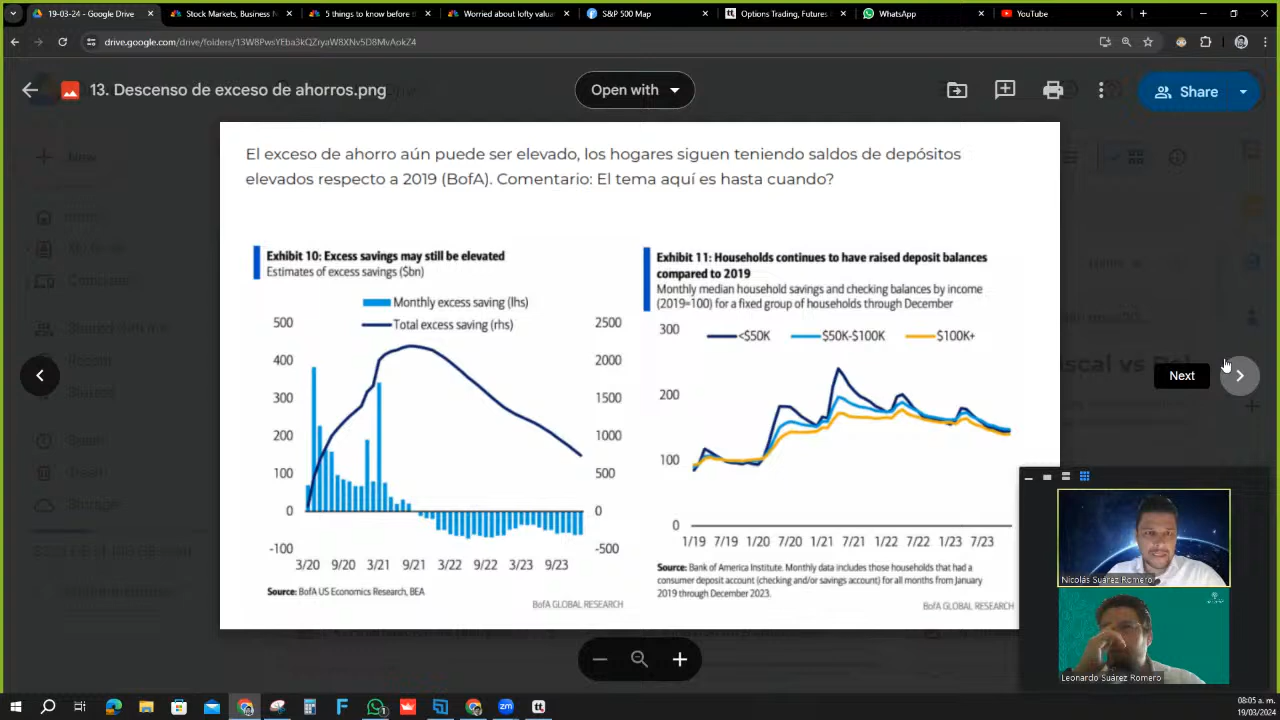 19-03-24 - Google Drive
Stock Markets, Business N
5 things to know before t
Worried about lofty valua
S&P 500 Map
Options Trading, Futures
WhatsApp
YouTube
drive.google.com/drive/folders/13W8PwsYEba3kQZryaW8XNv5D8MvAokZ4
13. Descenso de exceso de ahorros.png
Open with
Share
New
El exceso de ahorro aún puede ser elevado, los hogares siguen teniendo saldos de depósitos
elevados respecto a 2019 (BofA). Comentario: El tema aquí es hasta cuando?
Exhibit 10: Excess savings may still be elevated
Estimates of excess savings ($bn)
Monthly excess saving (lhs)
Total excess saving (rhs)
500
400
300
200
100
0
-100
2500
2000
1500
1000
500
0
-500
3/20 9/20 3/21 9/21 3/22 9/22 3/23 9/23
Source: BofA US Economics Research, BEA
BofA GLOBAL RESEARCH
Exhibit 11: Households continues to have raised deposit balances
compared to 2019
Monthly median household savings and checking balances by income
(2019=100) for a fixed group of households through December
<$50K $50K-$100K $100K+
300
200
100
0
1/19 7/19 1/20 7/20 1/21 7/21 1/22 7/22 1/23 7/23
Source: Bank of America Institute. Monthly data includes those households that had a
consumer deposit account (checking and/or savings account) for all months from January
2019 through December 2023.
BofA GLOBAL RESEARCH
Next
Recent
Storage
Nicolás Suárez Romero
Leonardo Suárez Romero
08:05 a. m.
19/03/2024